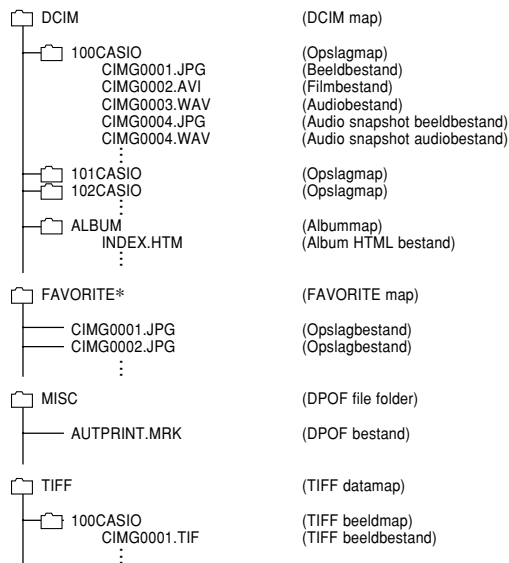 DCIM (DCIM map)
100CASIO (Opslagmap)
CIMG0001.JPG (Beeldbestand)
CIMG0002.AVI (Filmbestand)
CIMG0003.WAV (Audiobestand)
CIMG0004.JPG (Audio snapshot beeldbestand)
CIMG0004.WAV (Audio snapshot audiobestand)
101CASIO (Opslagmap)
102CASIO (Opslagmap)
ALBUM (Albummap)
INDEX.HTM (Album HTML bestand)
FAVORITE* (FAVORITE map)
CIMG0001.JPG (Opslagbestand)
CIMG0002.JPG (Opslagbestand)
MISC (DPOF file folder)
AUTPRINT.MRK (DPOF bestand)
TIFF (TIFF datamap)
100CASIO (TIFF beeldmap)
CIMG0001.TIF (TIFF beeldbestand)